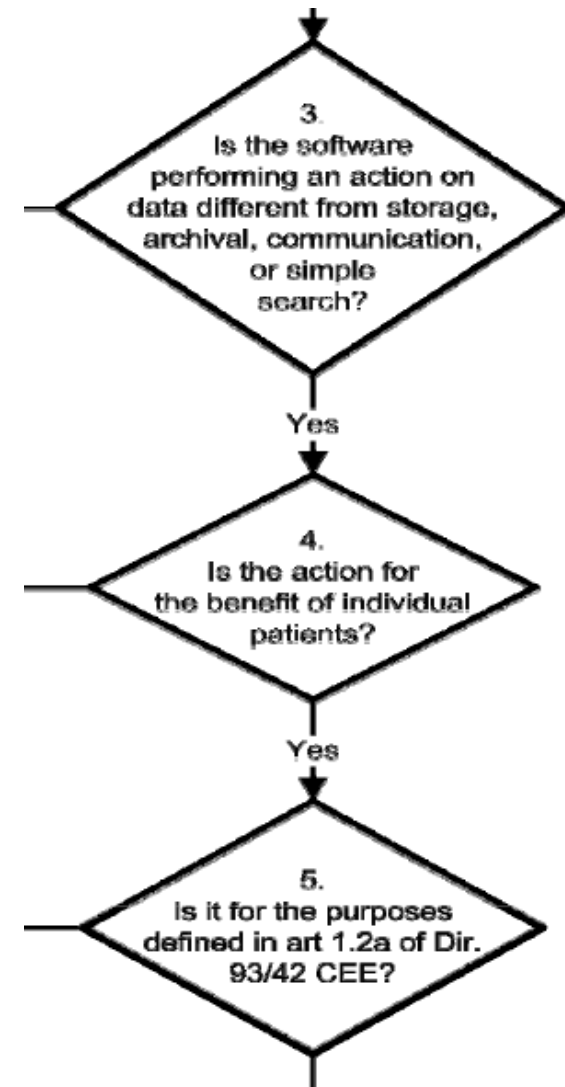 3.
Is the software
performing an action on
data different from storage,
archival, communication,
or simple
search?
Yes
4.
Is the action for
the benefit of individual
patients?
Yes
5.
Is it for the purposes
defined in art 1.2a of Dir.
93/42 CEE?